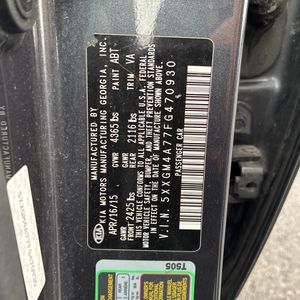 KIA KIA MOTORS MANUFACTURING GEORGIA, INC.
APR/16/15 PAINT ABT TRIM VA
GVWR 4365 lbs
GAWR FRONT 2425 lbs REAR 2116 lbs
THIS VEHICLE CONFORMS TO ALL APPLICABLE U.S.A. FEDERAL
MOTOR VEHICLE SAFETY, BUMPER, AND THEFT PREVENTION STANDARDS
IN EFFECT ON THE DATE OF MANUFACTURE SHOWN ABOVE.
V.I.N. 5XXGM4A77FG470930
PASSENGER CAR
T505